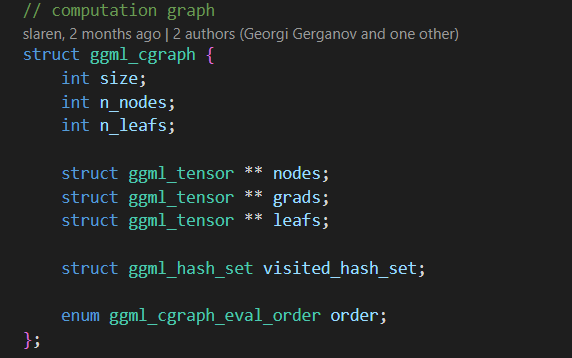 // computation graph
slaren, 2 months ago | 2 authors (Georgi Gerganov and one other)
struct ggml_cgraph {
    int size;
    int n_nodes;
    int n_leafs;

    struct ggml_tensor ** nodes;
    struct ggml_tensor ** grads;
    struct ggml_tensor ** leafs;

    struct ggml_hash_set visited_hash_set;

    enum ggml_cgraph_eval_order order;
};